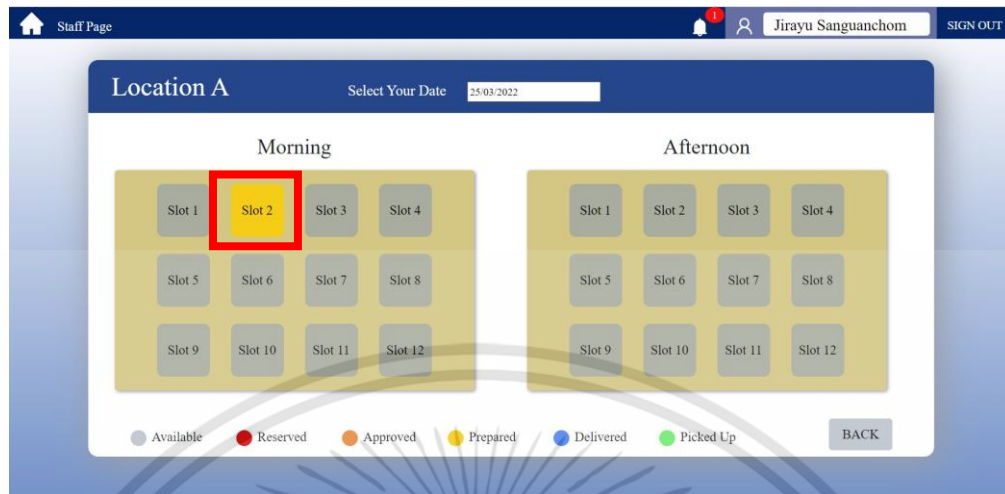 Staff Page
1
Jirayu Sanguanchom
SIGN OUT
Location A
Select Your Date
25/03/2022
Morning
Afternoon
Slot 1 Slot 2 Slot 3 Slot 4
Slot 5 Slot 6 Slot 7 Slot 8
Slot 9 Slot 10 Slot 11 Slot 12
Slot 1 Slot 2 Slot 3 Slot 4
Slot 5 Slot 6 Slot 7 Slot 8
Slot 9 Slot 10 Slot 11 Slot 12
Available Reserved Approved Prepared Delivered Picked Up
BACK